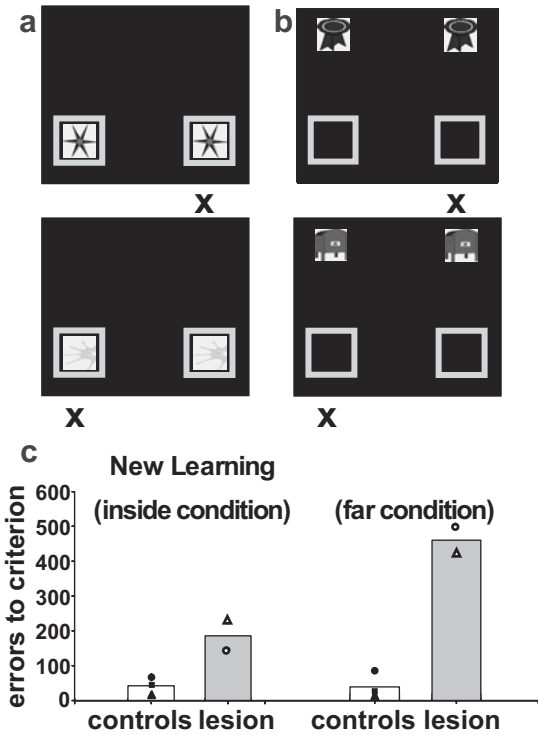 a
b
x
x
x
x
c
New Learning
(inside condition)
(far condition)
errors to criterion
600
500
400
300
200
100
0
controls lesion
controls lesion